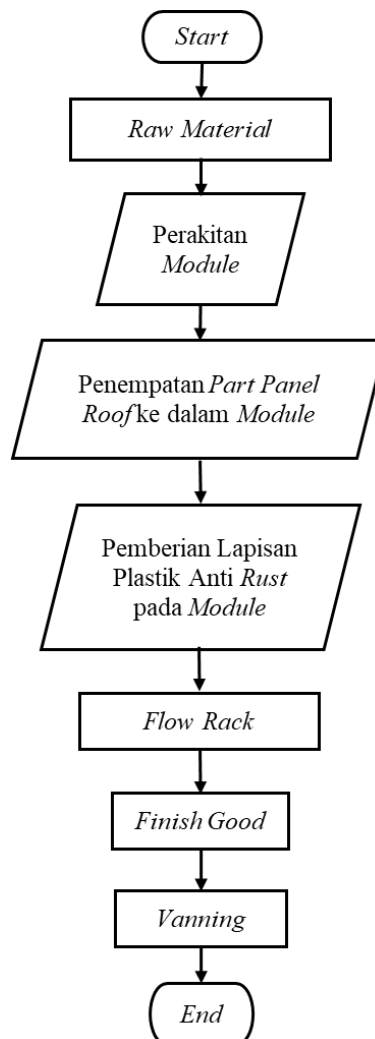 Start
Raw Material
Perakitan
Module
Penempatan Part Panel
Roof ke dalam Module
Pemberian Lapisan
Plastik Anti Rust
pada Module
Flow Rack
Finish Good
Vanning
End